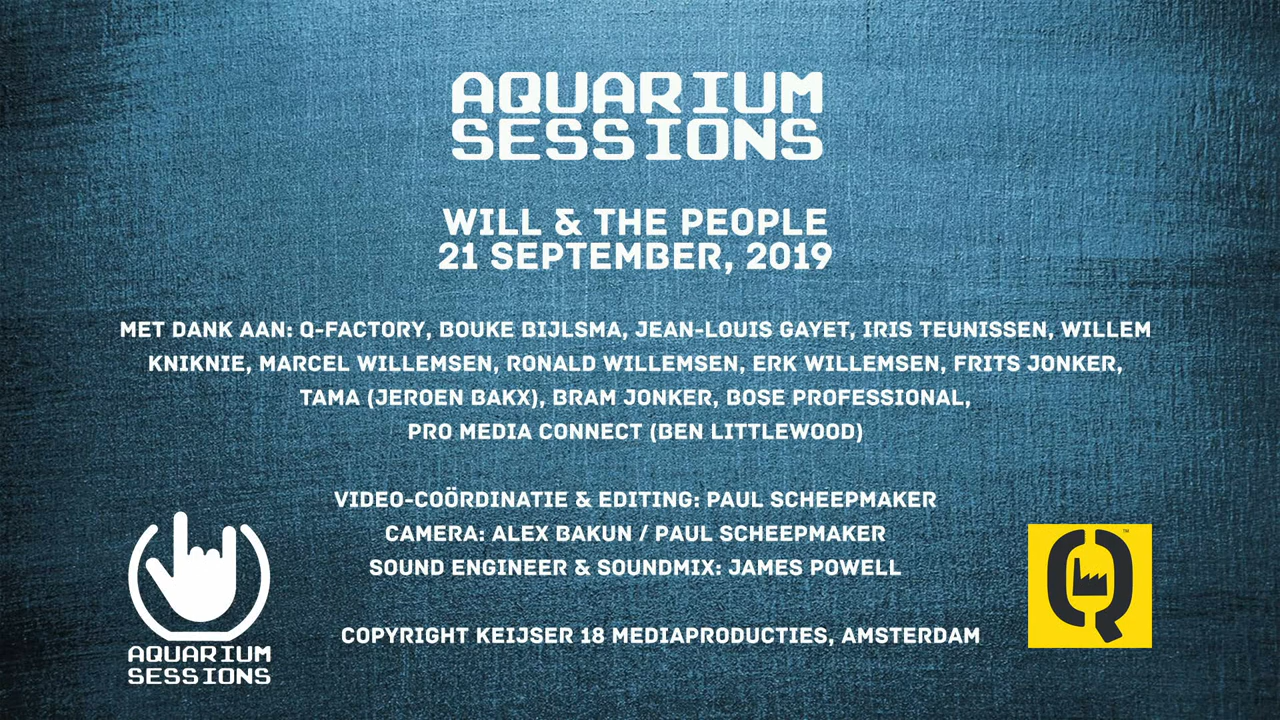 AQUARIUM
SESSIONS
WILL & THE PEOPLE
21 SEPTEMBER, 2019
MET DANK AAN: Q-FACTORY, BOUKE BIJLSMA, JEAN-LOUIS GAYET, IRIS TEUNISSEN, WILLEM
KNIKNIE, MARCEL WILLEMSEN, RONALD WILLEMSEN, ERK WILLEMSEN, FRITS JONKER,
TAMA (JEROEN BAKX), BRAM JONKER, BOSE PROFESSIONAL,
PRO MEDIA CONNECT (BEN LITTLEWOOD)
VIDEO-COÖRDINATIE & EDITING: PAUL SCHEEPMAKER
CAMERA: ALEX BAKUN / PAUL SCHEEPMAKER
SOUND ENGINEER & SOUNDMIX: JAMES POWELL
COPYRIGHT KEIJSER 18 MEDIAPRODUCTIES, AMSTERDAM
AQUARIUM
SESSIONS
Q™